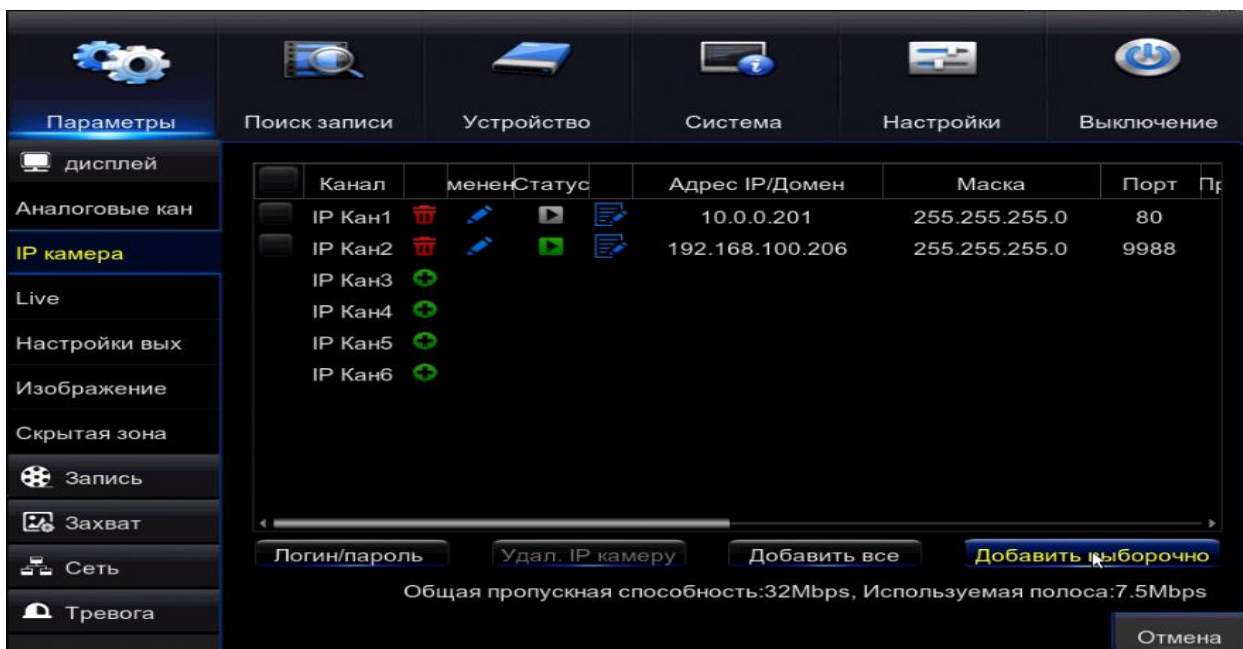 Параметры Поиск записи Устройство Система Настройки Выключение
дисплей
Аналоговые кан
IP камера
Live
Настройки вых
Изображение
Скрытая зона
Запись
Захват
Сеть
Тревога
Канал менен Статус Адрес IP/Домен Маска Порт Пр
IP Кан1 10.0.0.201 255.255.255.0 80
IP Кан2 192.168.100.206 255.255.255.0 9988
IP Кан3
IP Кан4
IP Кан5
IP Кан6
Логин/пароль Удал. IP камеру Добавить все Добавить выборочно
Общая пропускная способность:32Mbps, Используемая полоса:7.5Mbps
Отмена